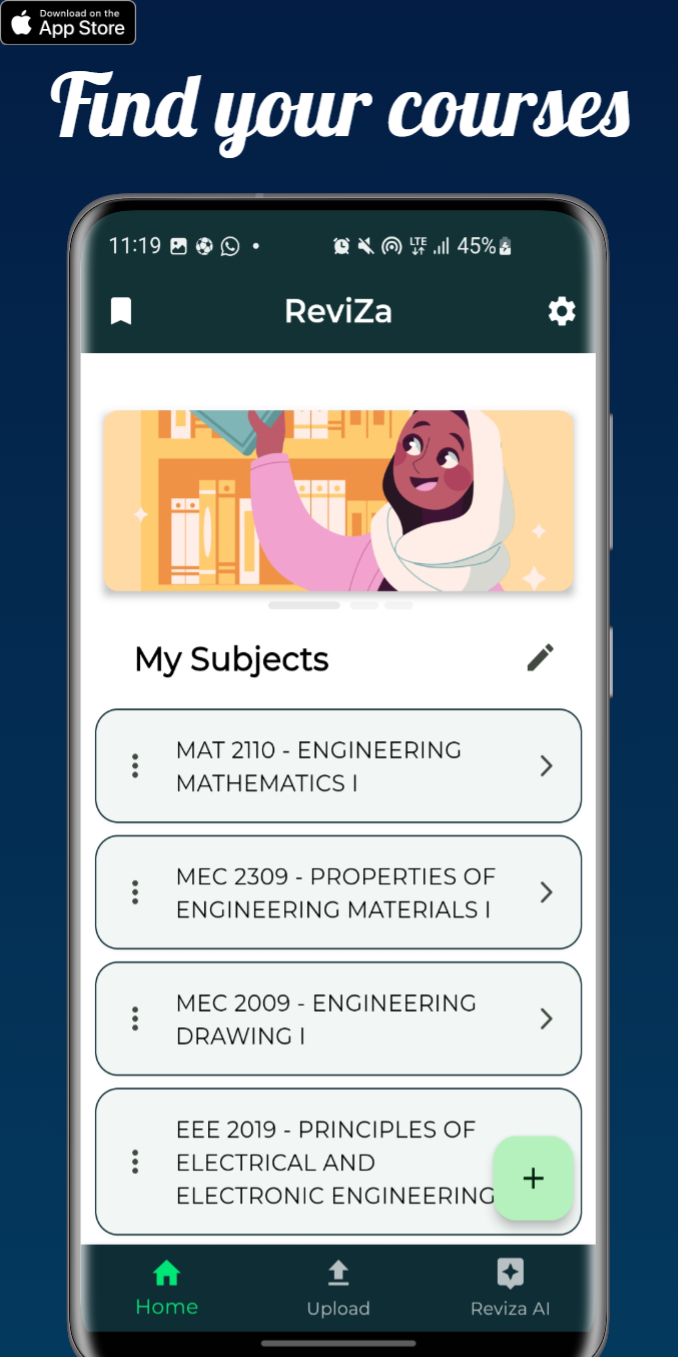 Download on the
App Store
Find your courses
11:19
LTE
45%
ReviZa
My Subjects
MAT 2110 - ENGINEERING
MATHEMATICS I
MEC 2309 - PROPERTIES OF
ENGINEERING MATERIALS I
MEC 2009 - ENGINEERING
DRAWING I
EEE 2019 - PRINCIPLES OF
ELECTRICAL AND
ELECTRONIC ENGINEERING
+
Home
Upload
Reviza AI